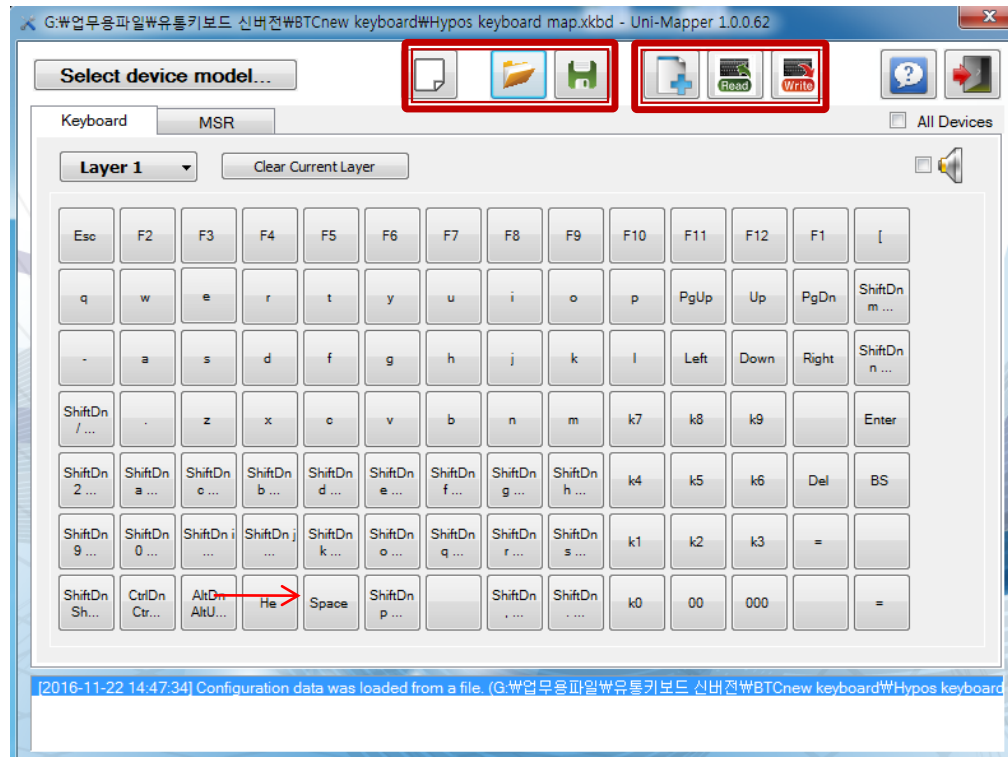 G:₩업무용파일₩유통키보드 신버전₩BTCnew keyboard₩Hypos keyboard map.xkbd - Uni-Mapper 1.0.0.62
Select device model...
Read
Write
Keyboard
MSR
All Devices
Layer 1
Clear Current Layer
Esc F2 F3 F4 F5 F6 F7 F8 F9 F10 F11 F12 F1 [
q w e r t y u i o p PgUp Up PgDn ShiftDn m ...
- a s d f g h j k l Left Down Right ShiftDn n ...
ShiftDn / ... . z x c v b n m k7 k8 k9 Enter
ShiftDn 2 ... ShiftDn a ... ShiftDn c ... ShiftDn b ... ShiftDn d ... ShiftDn e ... ShiftDn f ... ShiftDn g ... ShiftDn h ... k4 k5 k6 Del BS
ShiftDn 9 ... ShiftDn 0 ... ShiftDn i ... ShiftDn j ... ShiftDn k ... ShiftDn o ... ShiftDn q ... ShiftDn r ... ShiftDn s ... k1 k2 k3 =
ShiftDn Sh... CtrlDn Ctr... AltDn AltU... He Space ShiftDn p ... ShiftDn , ... ShiftDn . ... k0 00 000 =
[2016-11-22 14:47:34] Configuration data was loaded from a file. (G:₩업무용파일₩유통키보드 신버전₩BTCnew keyboard₩Hypos keyboard